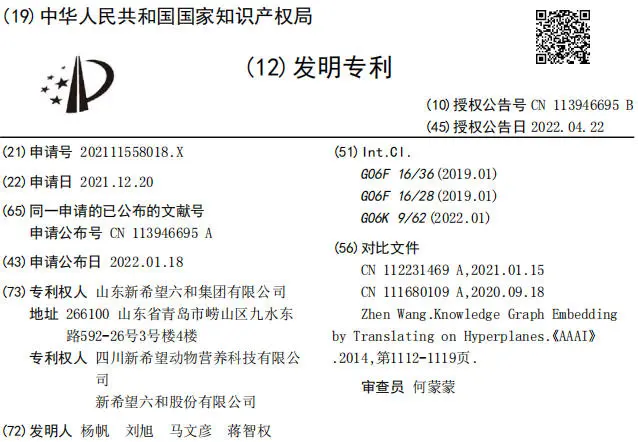 (19)中华人民共和国国家知识产权局
(12)发明专利
(10)授权公告号 CN 113946695 B
(45)授权公告日 2022.04.22
(21)申请号 202111558018.X
(22)申请日 2021.12.20
(65)同一申请的已公布的文献号
申请公布号 CN 113946695 A
(43)申请公布日 2022.01.18
(73)专利权人 山东新希望六和集团有限公司
地址 266100 山东省青岛市崂山区九水东
路592-26号3号楼4楼
专利权人 四川新希望动物营养科技有限公
司
新希望六和股份有限公司
(72)发明人 杨帆 刘旭 马文彦 蒋智权
(51)Int.Cl.
G06F 16/36(2019.01)
G06F 16/28(2019.01)
G06K 9/62(2022.01)
(56)对比文件
CN 112231469 A,2021.01.15
CN 111680109 A,2020.09.18
Zhen Wang.Knowledge Graph Embedding
by Translating on Hyperplanes.《AAAI》
.2014,第1112-1119页.
审查员 何蒙蒙